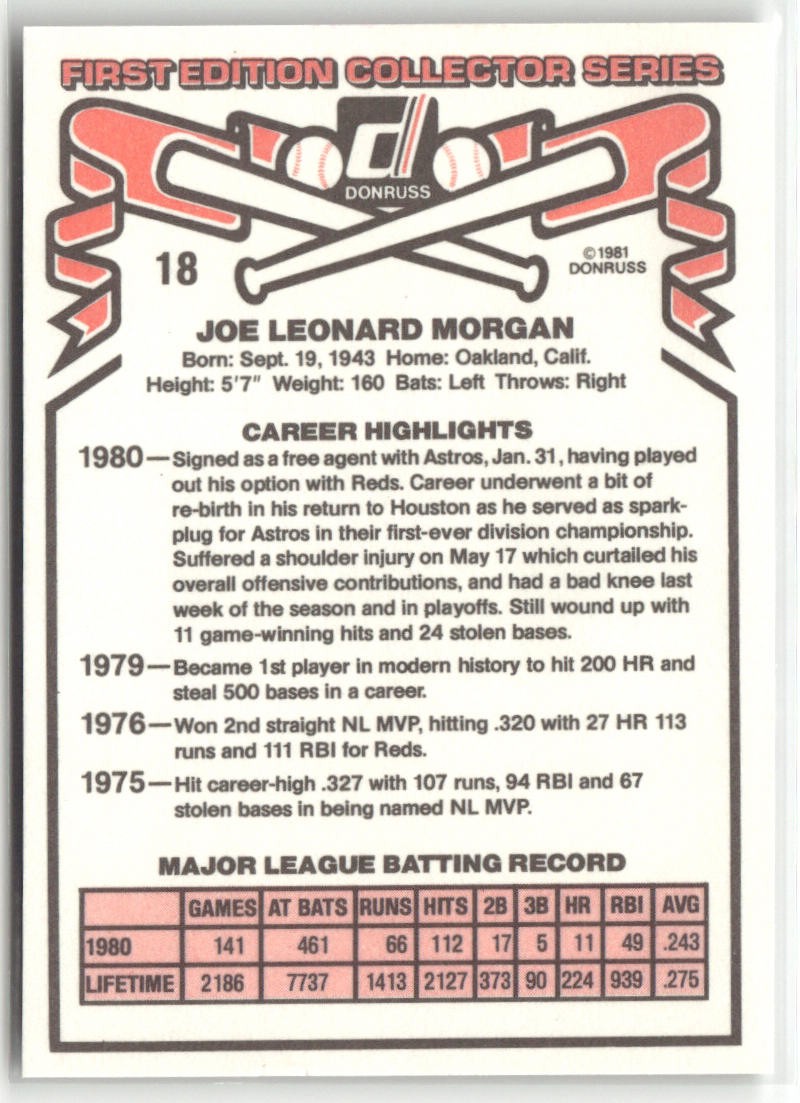 FIRST EDITION COLLECTOR SERIES
d
DONRUSS
18
©1981
DONRUSS
JOE LEONARD MORGAN
Born: Sept. 19, 1943 Home: Oakland, Calif.
Height: 5'7" Weight: 160 Bats: Left Throws: Right
CAREER HIGHLIGHTS
1980—Signed as a free agent with Astros, Jan. 31, having played
out his option with Reds. Career underwent a bit of
re-birth in his return to Houston as he served as spark-
plug for Astros in their first-ever division championship.
Suffered a shoulder injury on May 17 which curtailed his
overall offensive contributions, and had a bad knee last
week of the season and in playoffs. Still wound up with
11 game-winning hits and 24 stolen bases.
1979—Became 1st player in modern history to hit 200 HR and
steal 500 bases in a career.
1976—Won 2nd straight NL MVP, hitting .320 with 27 HR 113
runs and 111 RBI for Reds.
1975—Hit career-high .327 with 107 runs, 94 RBI and 67
stolen bases in being named NL MVP.
MAJOR LEAGUE BATTING RECORD
GAMES AT BATS RUNS HITS 2B 3B HR RBI AVG
1980 141 461 66 112 17 5 11 49 .243
LIFETIME 2186 7737 1413 2127 373 90 224 939 .275